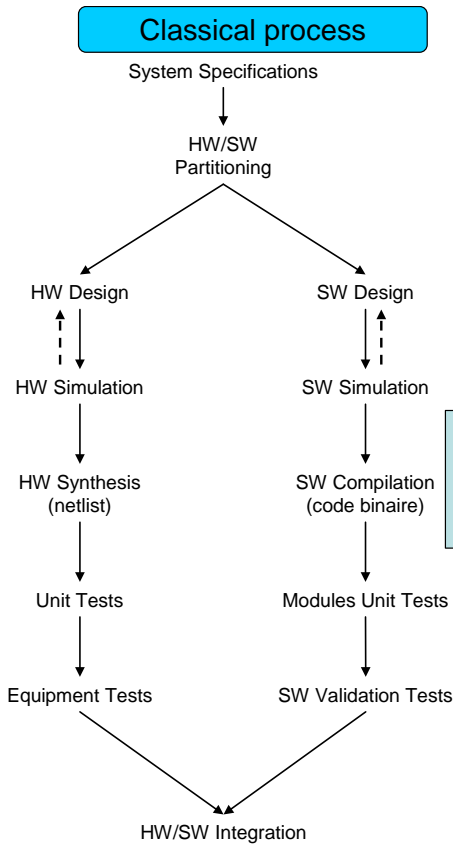 Classical process
System Specifications
HW/SW
Partitioning
HW Design
SW Design
HW Simulation
SW Simulation
HW Synthesis
(netlist)
SW Compilation
(code binaire)
Unit Tests
Modules Unit Tests
Equipment Tests
SW Validation Tests
HW/SW Integration